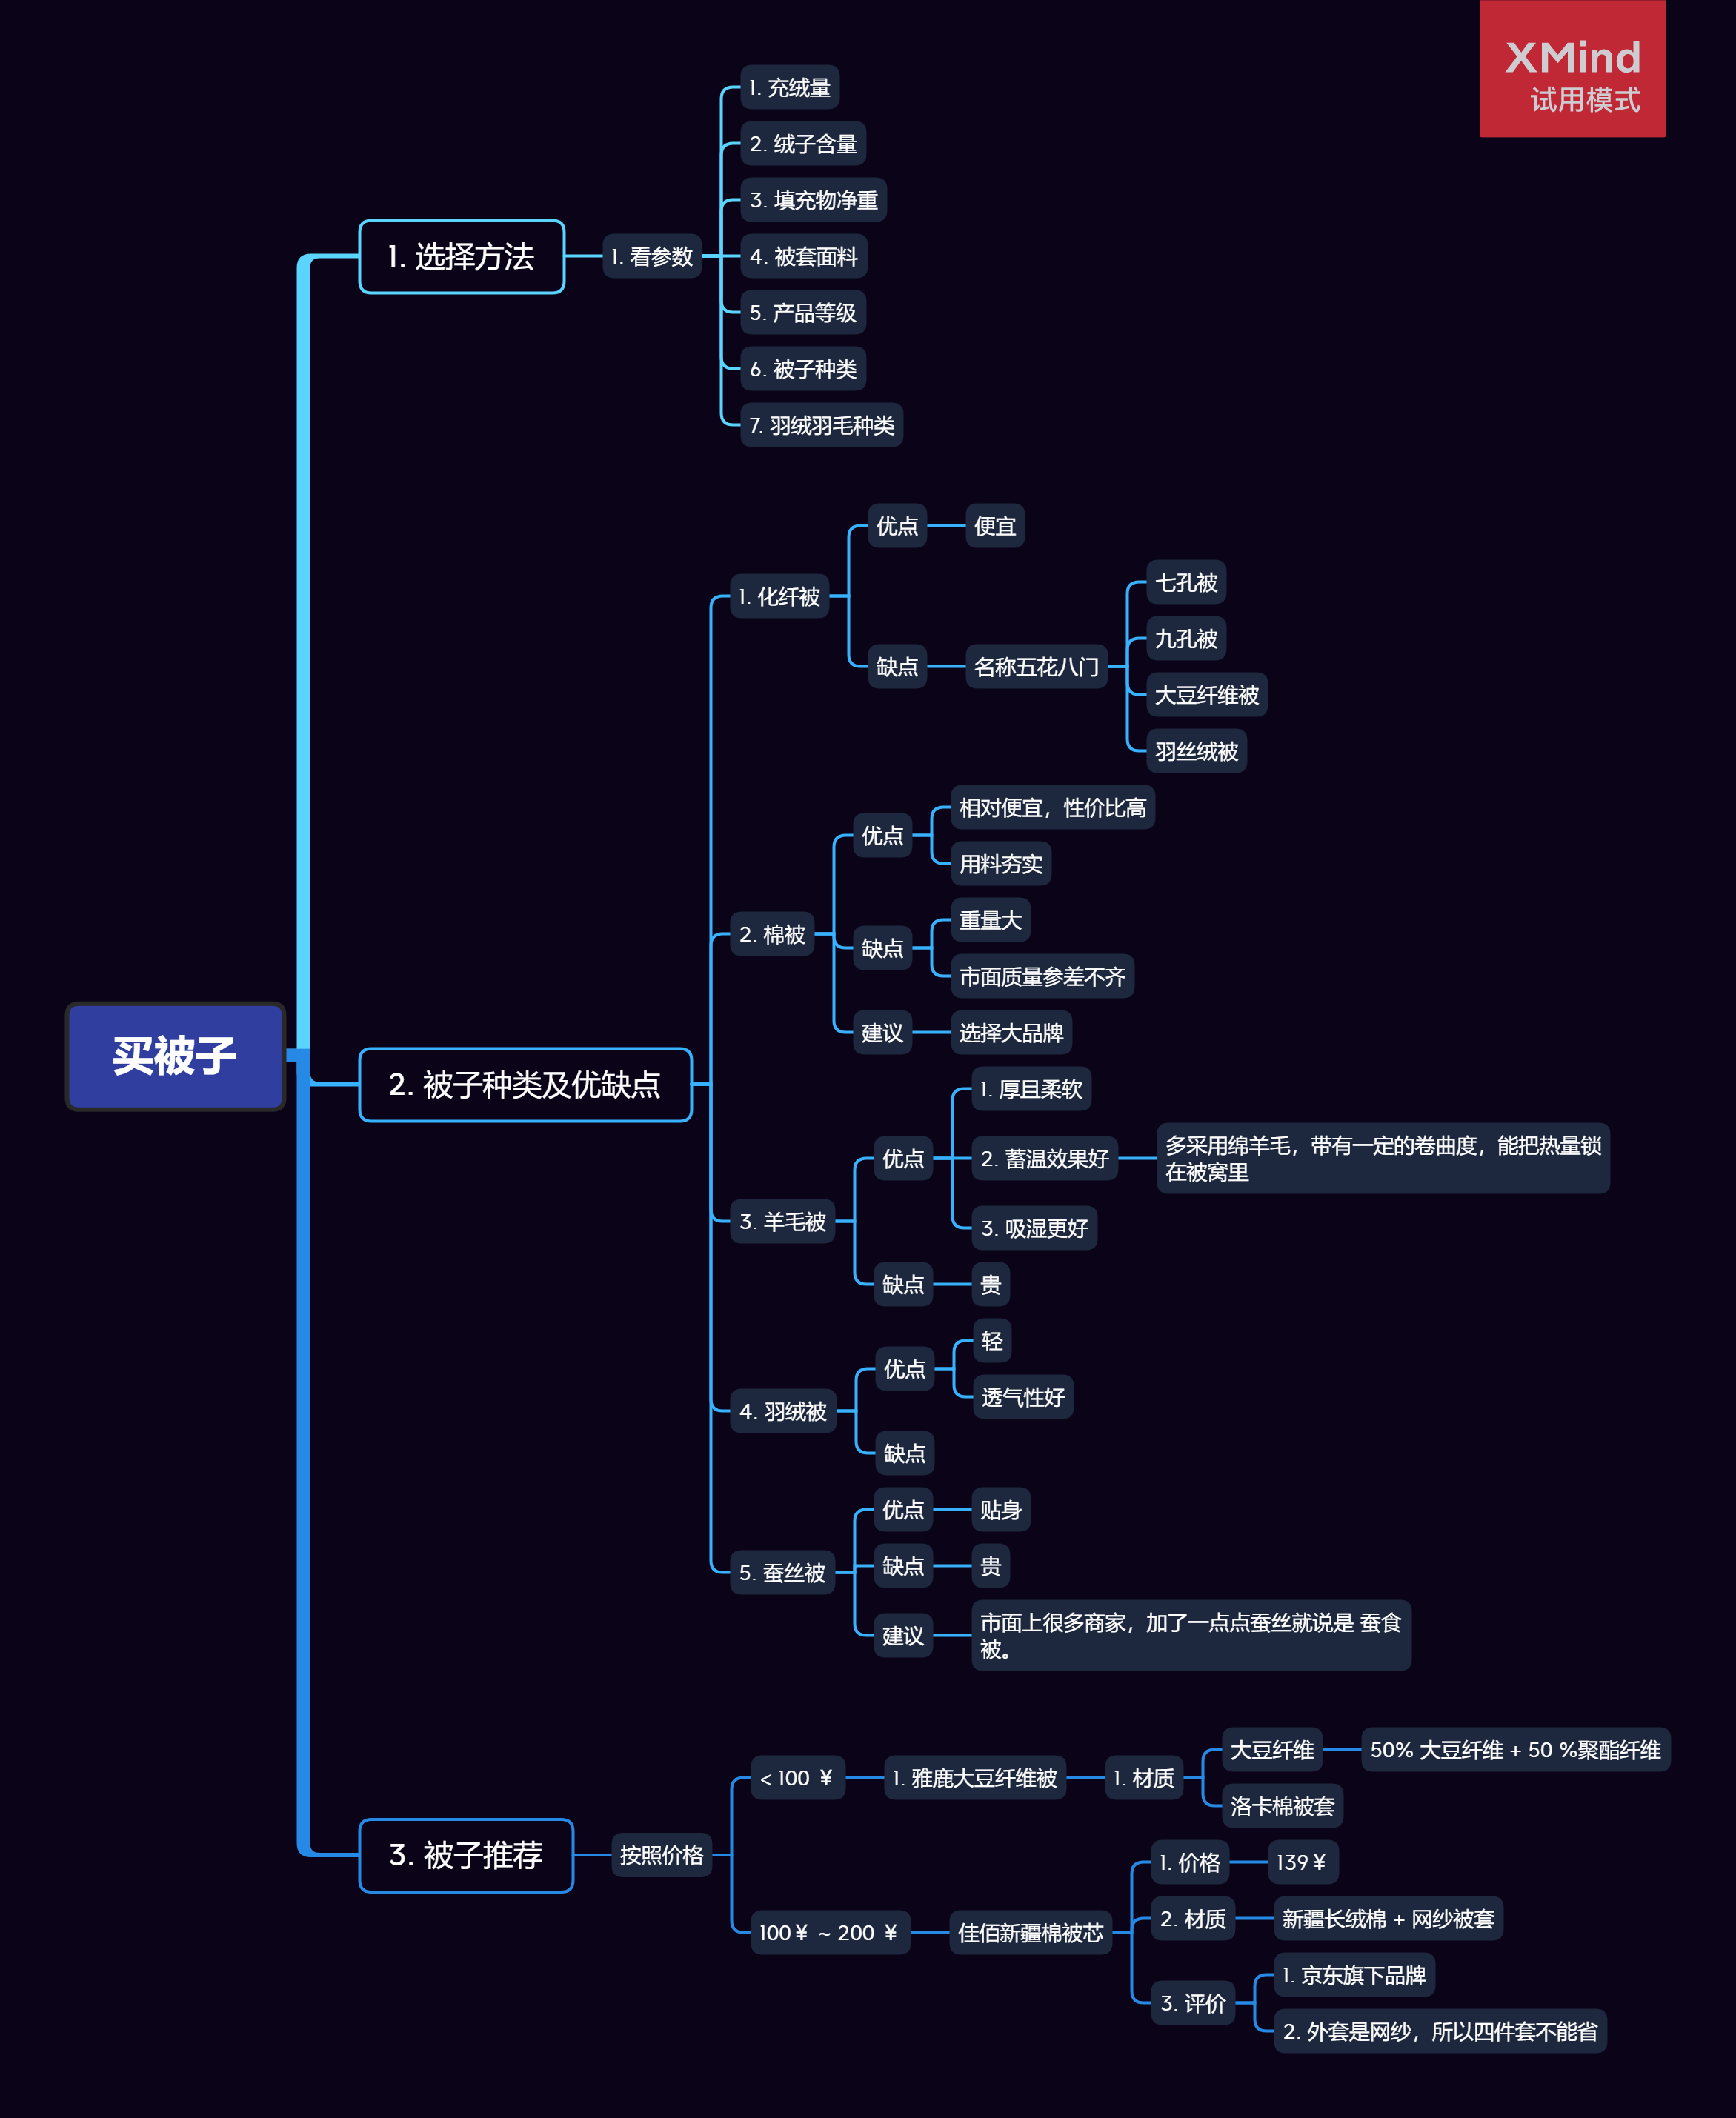 XMind
试用模式
买被子
1. 选择方法
1. 看参数
1. 充绒量
2. 绒子含量
3. 填充物净重
4. 被套面料
5. 产品等级
6. 被子种类
7. 羽绒羽毛种类
2. 被子种类及优缺点
1. 化纤被
优点
便宜
缺点
名称五花八门
七孔被
九孔被
大豆纤维被
羽丝绒被
2. 棉被
优点
相对便宜，性价比高
用料夯实
缺点
重量大
市面质量参差不齐
建议
选择大品牌
3. 羊毛被
优点
1. 厚且柔软
2. 蓄温效果好
多采用绵羊毛，带有一定的卷曲度，能把热量锁
在被窝里
3. 吸湿更好
缺点
贵
4. 羽绒被
优点
轻
透气性好
缺点
5. 蚕丝被
优点
贴身
缺点
贵
建议
市面上很多商家，加了一点点蚕丝就说是 蚕食
被。
3. 被子推荐
按照价格
< 100 ¥
1. 雅鹿大豆纤维被
1. 材质
大豆纤维
50% 大豆纤维 + 50 %聚酯纤维
洛卡棉被套
100¥ ~ 200 ¥
佳佰新疆棉被芯
1. 价格
139¥
2. 材质
新疆长绒棉 + 网纱被套
3. 评价
1. 京东旗下品牌
2. 外套是网纱，所以四件套不能省